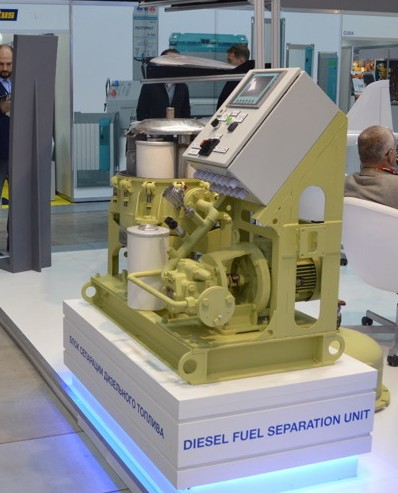 БЛОК СЕПАРАЦИИ ДИЗЕЛЬНОГО ТОПЛИВА
DIESEL FUEL SEPARATION UNIT